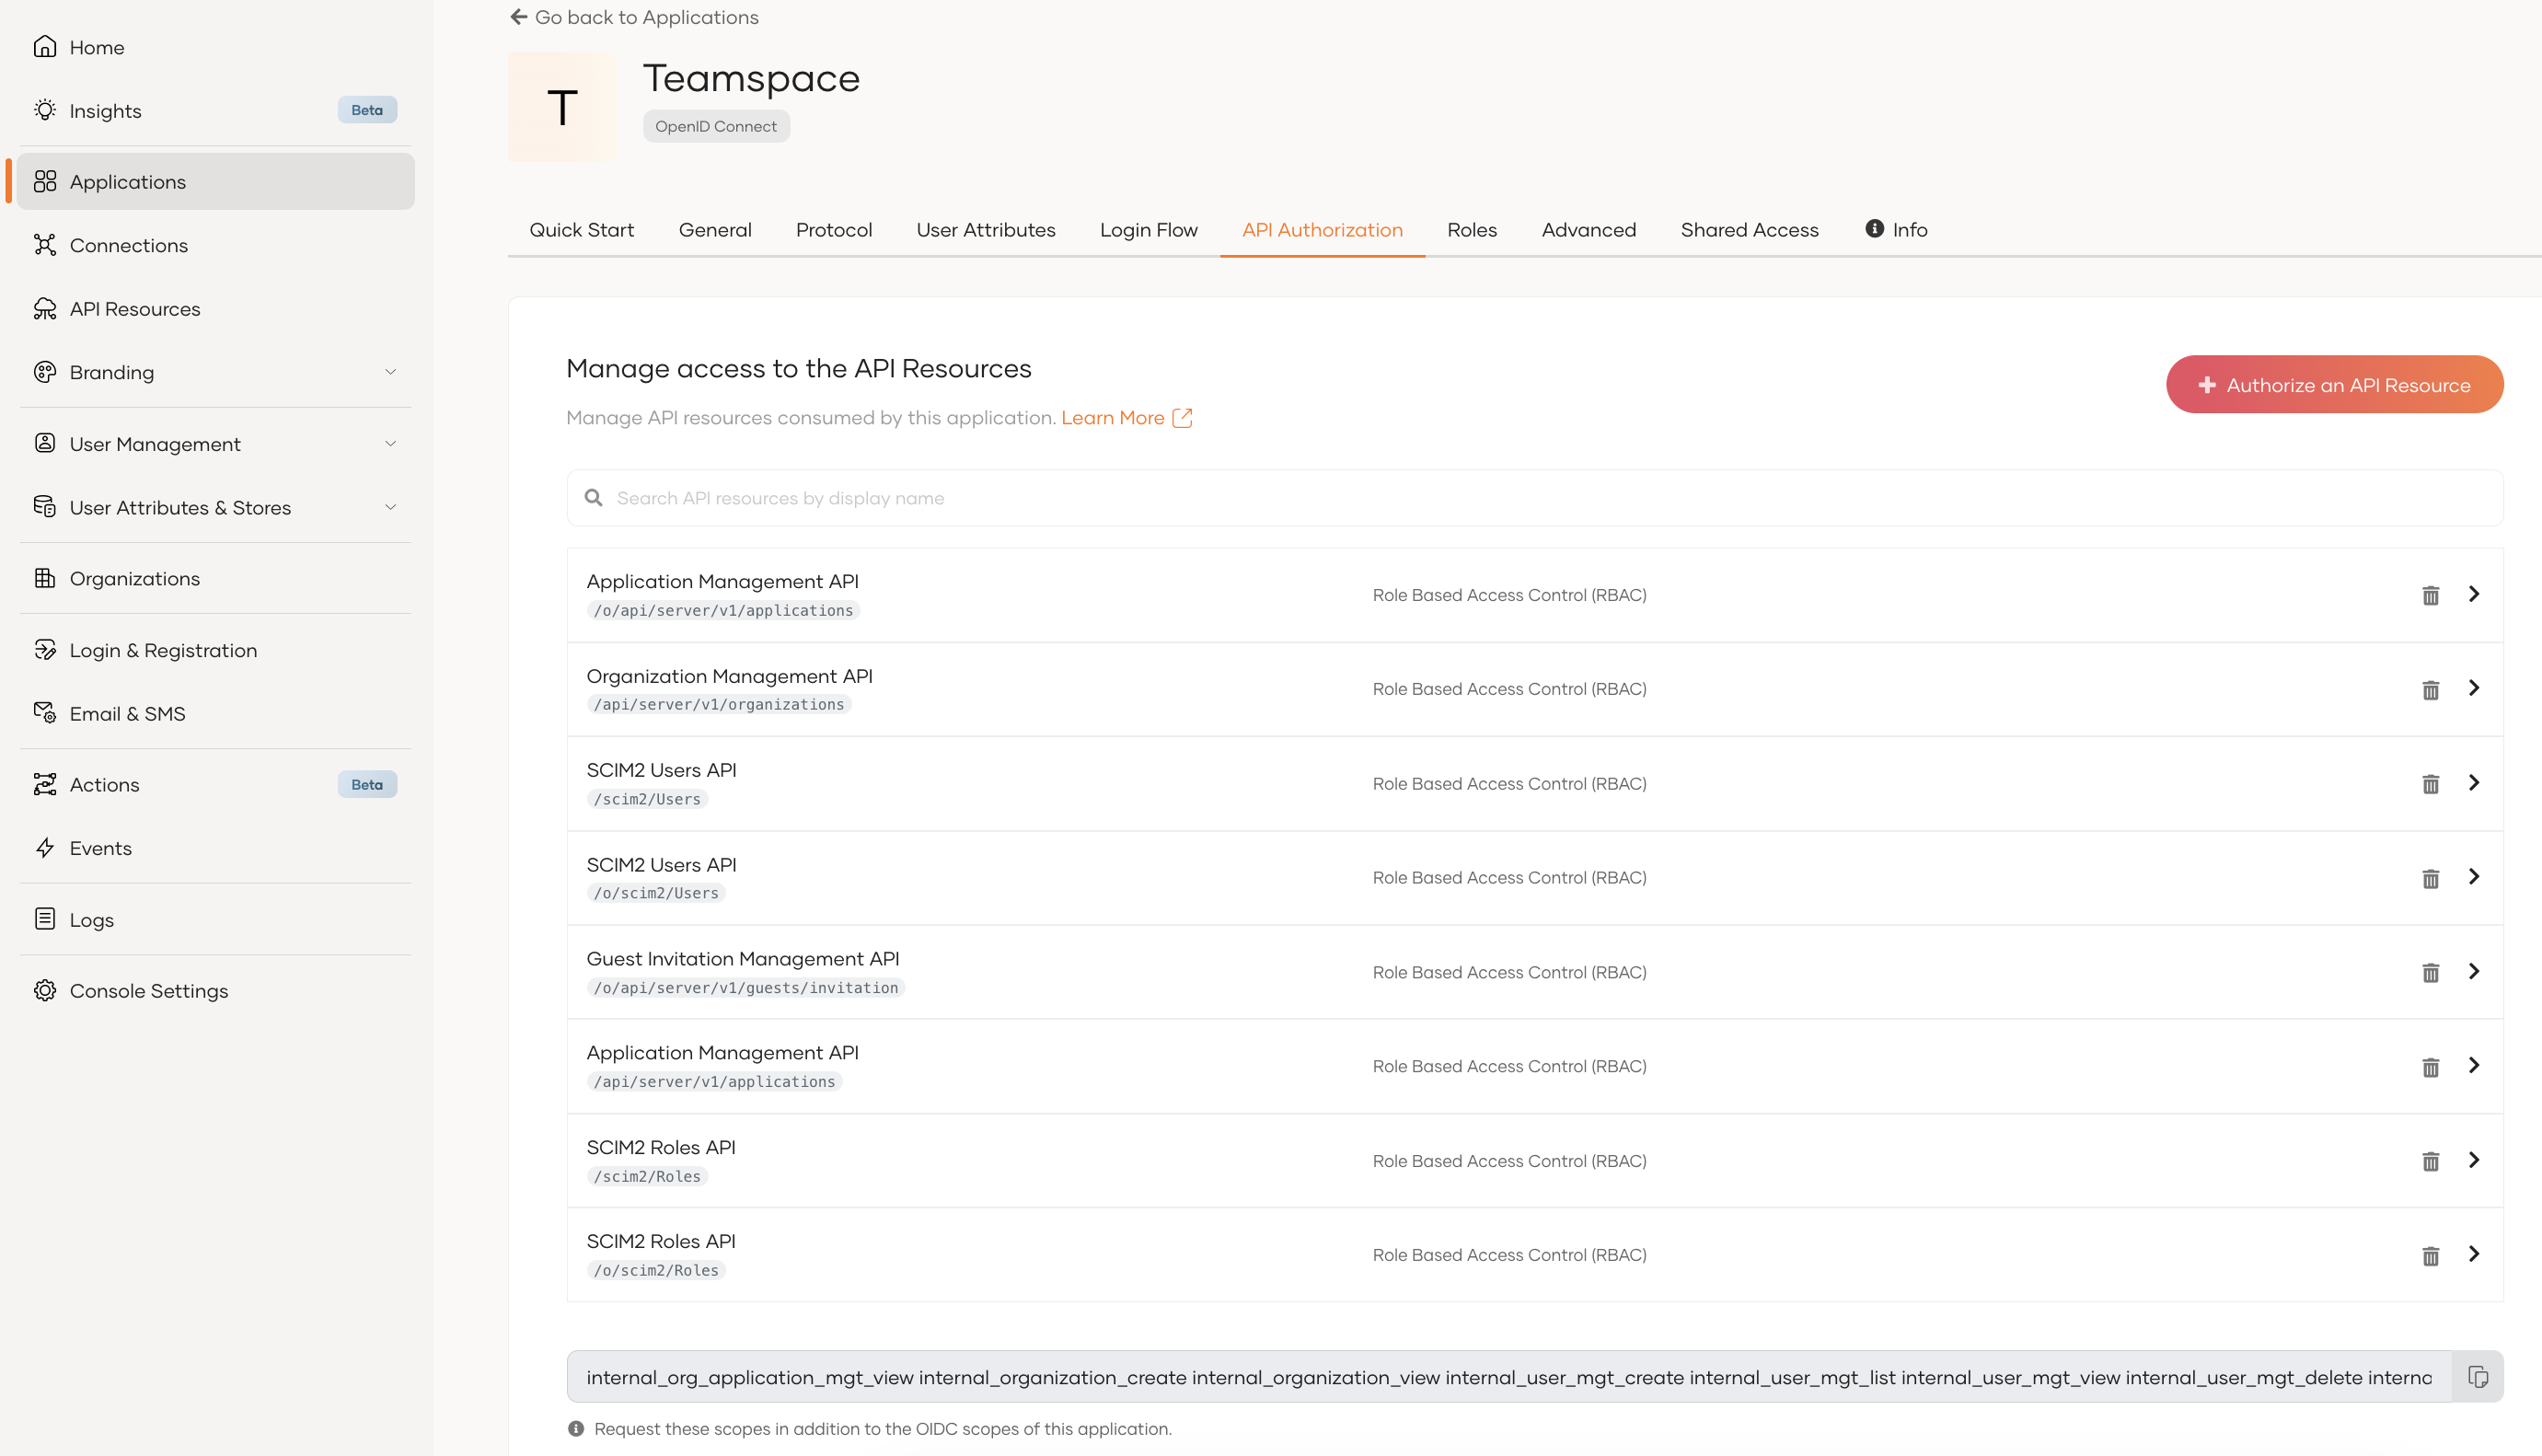 Home
Insights
Beta
Applications
Connections
API Resources
Branding
User Management
User Attributes & Stores
Organizations
Login & Registration
Email & SMS
Actions
Beta
Events
Logs
Console Settings
Go back to Applications
T
Teamspace
OpenID Connect
Quick Start
General
Protocol
User Attributes
Login Flow
API Authorization
Roles
Advanced
Shared Access
Info
Manage access to the API Resources
Manage API resources consumed by this application. Learn More
Authorize an API Resource
Search API resources by display name
Application Management API
/o/api/server/v1/applications
Role Based Access Control (RBAC)
Organization Management API
/api/server/v1/organizations
Role Based Access Control (RBAC)
SCIM2 Users API
/scim2/Users
Role Based Access Control (RBAC)
SCIM2 Users API
/o/scim2/Users
Role Based Access Control (RBAC)
Guest Invitation Management API
/o/api/server/v1/guests/invitation
Role Based Access Control (RBAC)
Application Management API
/api/server/v1/applications
Role Based Access Control (RBAC)
SCIM2 Roles API
/scim2/Roles
Role Based Access Control (RBAC)
SCIM2 Roles API
/o/scim2/Roles
Role Based Access Control (RBAC)
internal_org_application_mgt_view internal_organization_create internal_organization_view internal_user_mgt_create internal_user_mgt_list internal_user_mgt_view internal_user_mgt_delete interna
Request these scopes in addition to the OIDC scopes of this application.